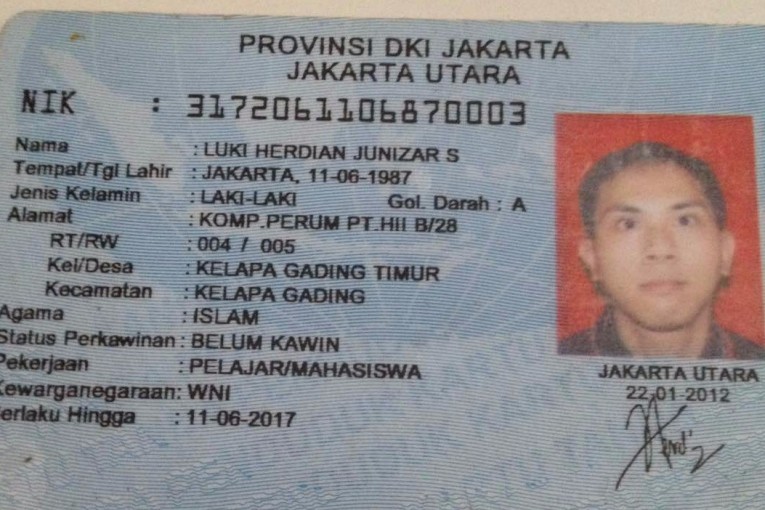 PROVINSI DKI JAKARTA
JAKARTA UTARA
NIK : 3172061106870003
Nama : LUKI HERDIAN JUNIZAR S
Tempat/Tgl Lahir : JAKARTA, 11-06-1987
Jenis Kelamin : LAKI-LAKI Gol. Darah : A
Alamat : KOMP.PERUM PT.HII B/28
RT/RW : 004 / 005
Kel/Desa : KELAPA GADING TIMUR
Kecamatan : KELAPA GADING
Agama : ISLAM
Status Perkawinan : BELUM KAWIN
Pekerjaan : PELAJAR/MAHASISWA
Kewarganegaraan: WNI
erlaku Hingga : 11-06-2017
JAKARTA UTARA
22-01-2012